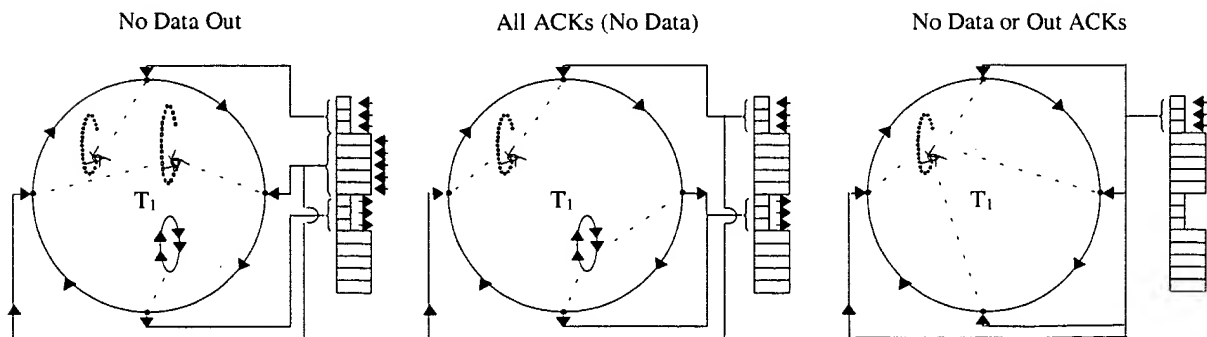 No Data Out
All ACKs (No Data)
No Data or Out ACKs
T1
T1
T1